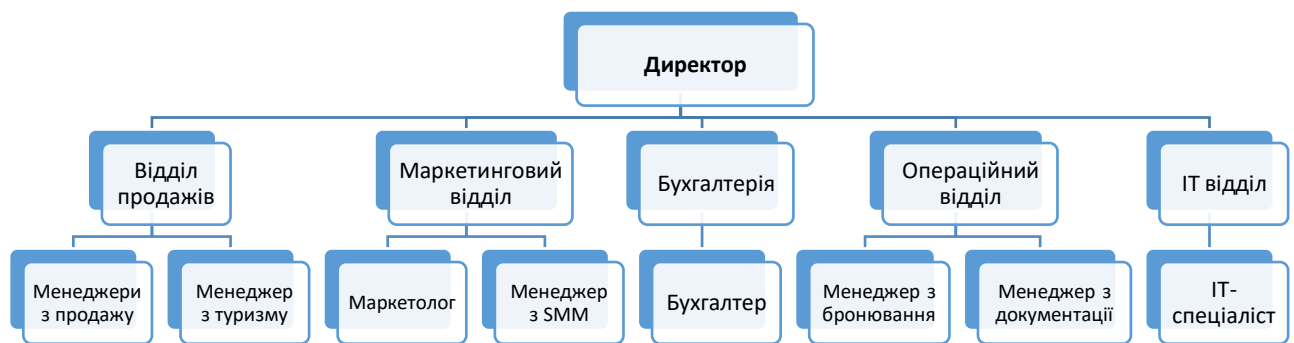 Директор
Відділ
продажів
Маркетинговий
відділ
Бухгалтерія
Операційний
відділ
ІТ відділ
Менеджери
з продажу
Менеджер
з туризму
Маркетолог
Менеджер
з SMM
Бухгалтер
Менеджер з
бронювання
Менеджер з
документації
ІТ-
спеціаліст